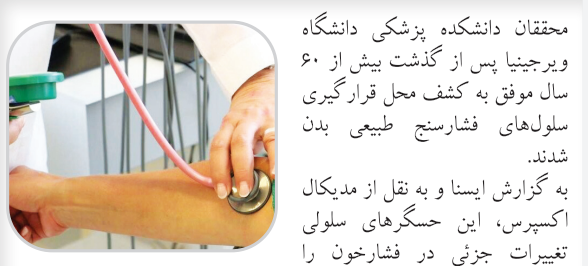 محققان دانشکده پزشکی دانشگاه
ویرجینیا پس از گذشت بیش از ۶۰
سال موفق به کشف محل قرارگیری
سلول‌های فشارسنج طبیعی بدن
شدند.
به گزارش ایسنا و به نقل از مدیکال
اکسپرس، این حسگرهای سلولی
تغییرات جزئی در فشارخون را